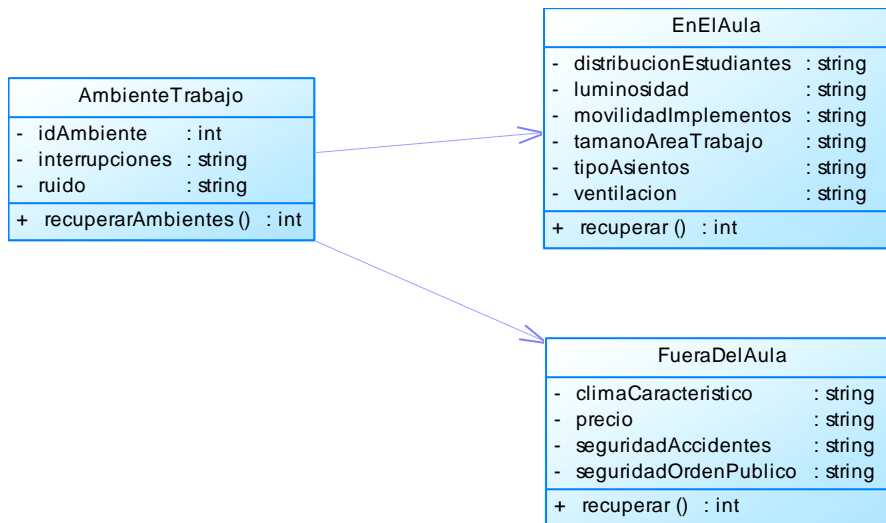 AmbienteTrabajo
- idAmbiente : int
- interrupciones : string
- ruido : string
+ recuperarAmbientes () : int
EnElAula
- distribucionEstudiantes : string
- luminosidad : string
- movilidadImplementos : string
- tamanoAreaTrabajo : string
- tipoAsientos : string
- ventilacion : string
+ recuperar () : int
FueraDelAula
- climaCaracteristico : string
- precio : string
- seguridadAccidentes : string
- seguridadOrdenPublico : string
+ recuperar () : int